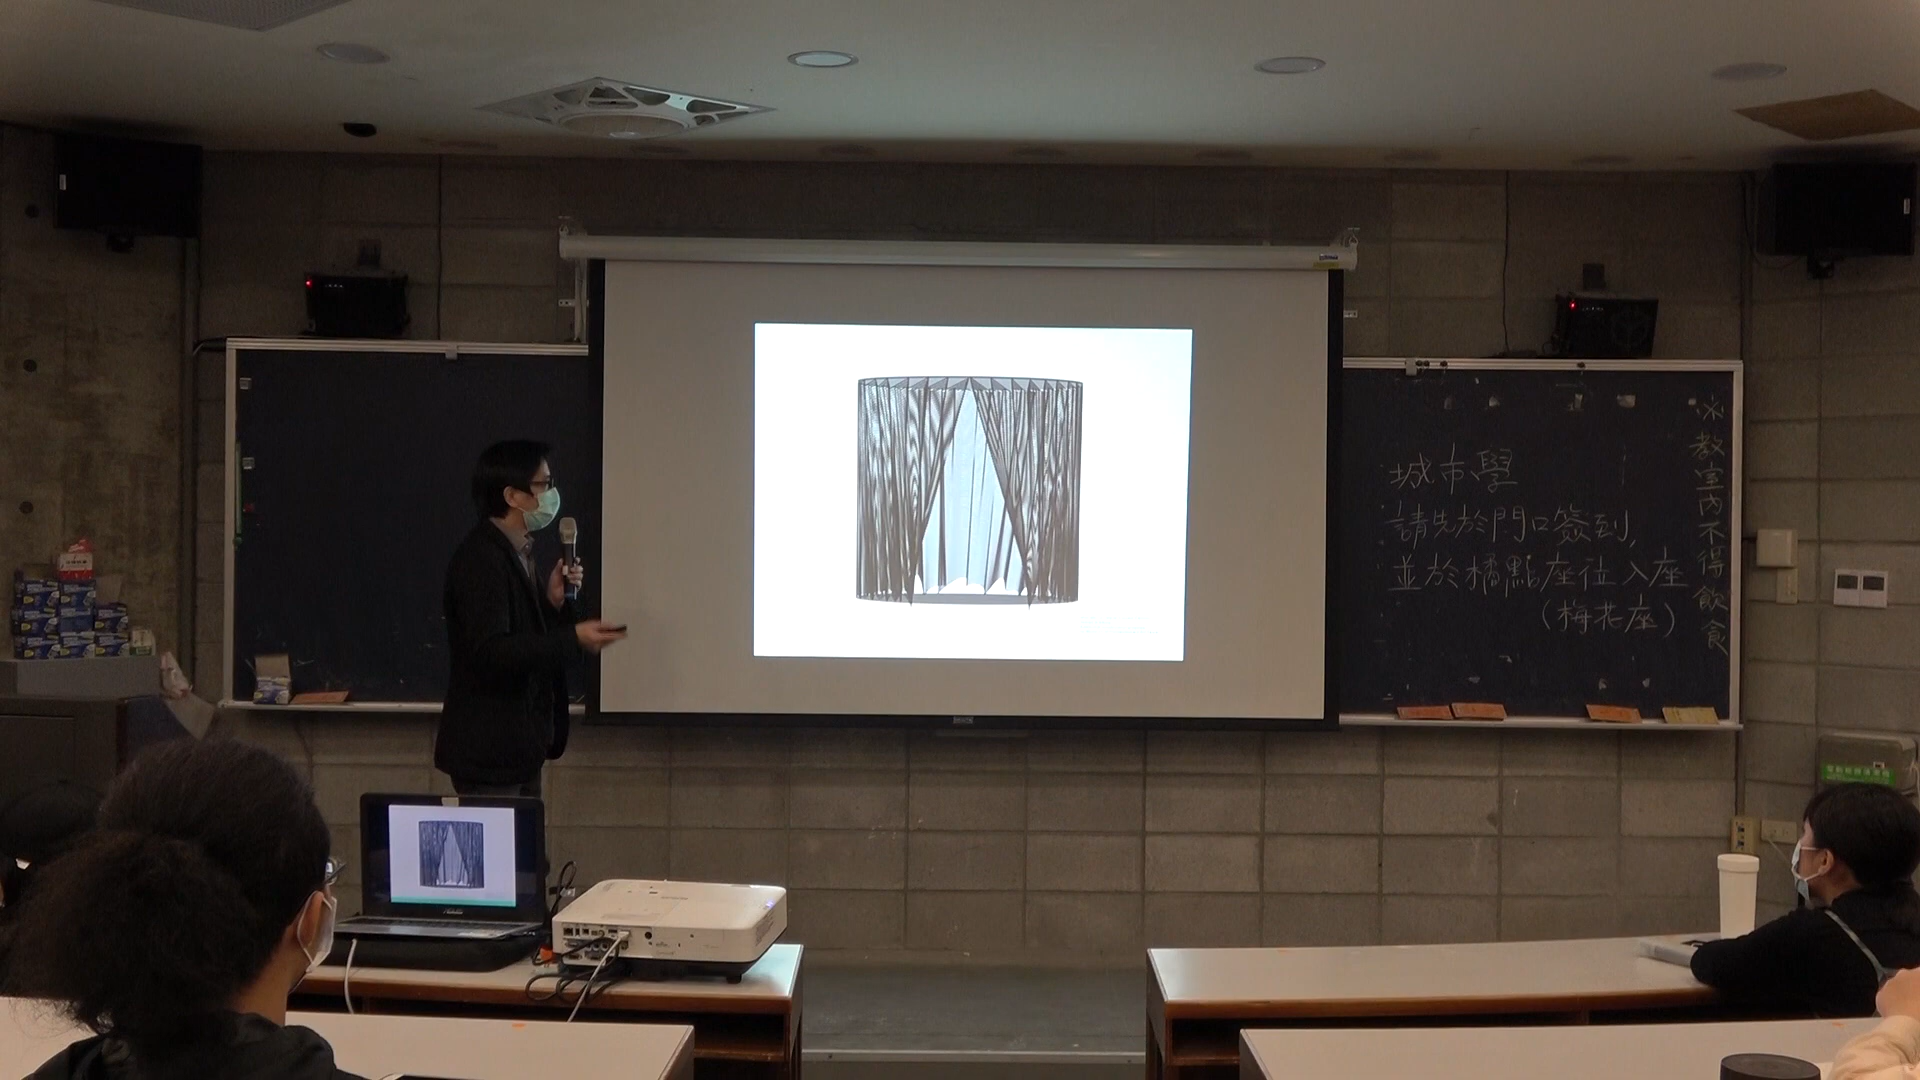 城市學
請先於門口簽到,
並於橘點座位入座
(梅花座)
※教室內不得飲食
ASUS